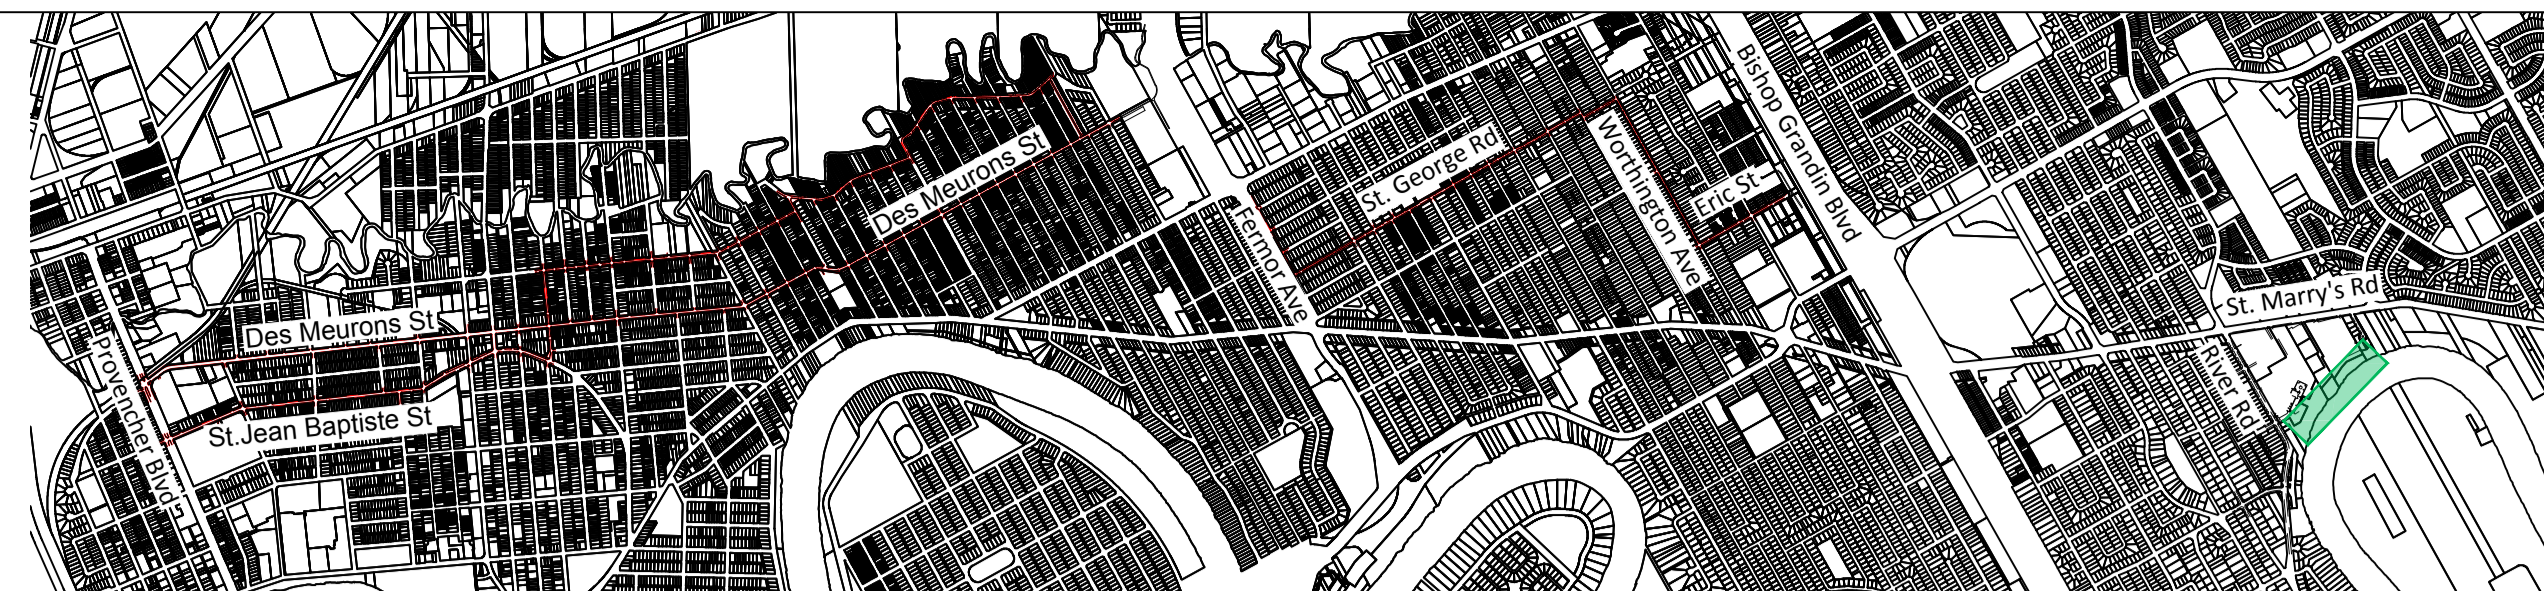 Bishop Grandin Blvd
Des Meurons St
St. George Rd
Worthington Ave
Eric St
Fermor Ave
St. Marry's Rd
Des Meurons St
Provencher Blvd
River Rd
St.Jean Baptiste St